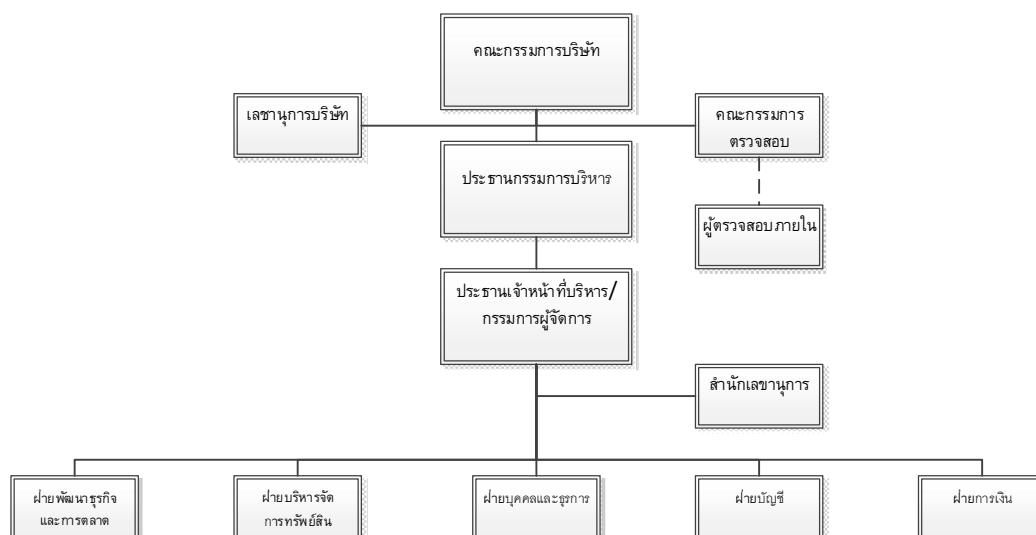 คณะกรรมการบริษัท
เลขานุการบริษัท
คณะกรรมการ
ตรวจสอบ
ประธานกรรมการบริหาร
ผู้ตรวจสอบภายใน
ประธานเจ้าหน้าที่บริหาร/
กรรมการผู้จัดการ
สำนักเลขานุการ
ฝ่ายพัฒนาธุรกิจ
และการตลาด
ฝ่ายบริหารจัด
การทรัพย์สิน
ฝ่ายบุคคลและธุรการ
ฝ่ายบัญชี
ฝ่ายการเงิน